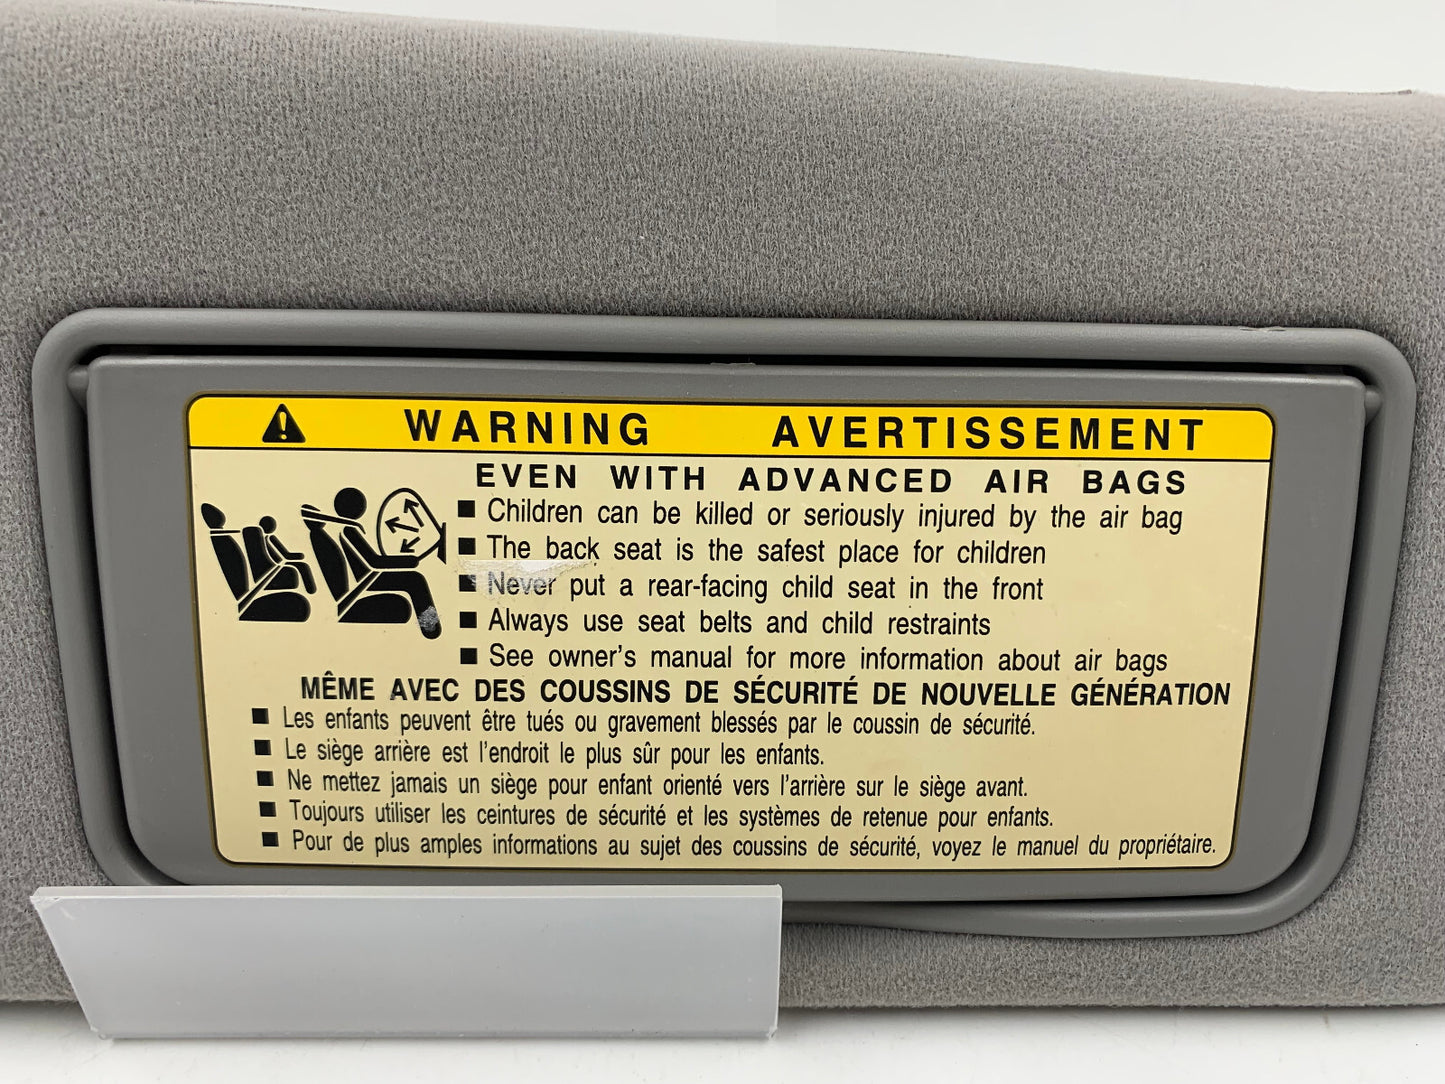 WARNING AVERTISSEMENT
EVEN WITH ADVANCED AIR BAGS
■ Children can be killed or seriously injured by the air bag
■ The back seat is the safest place for children
■ Never put a rear-facing child seat in the front
■ Always use seat belts and child restraints
■ See owner's manual for more information about air bags
MÊME AVEC DES COUSSINS DE SÉCURITÉ DE NOUVELLE GÉNÉRATION
■ Les enfants peuvent être tués ou gravement blessés par le coussin de sécurité.
■ Le siège arrière est l'endroit le plus sûr pour les enfants.
■ Ne mettez jamais un siège pour enfant orienté vers l'arrière sur le siège avant.
■ Toujours utiliser les ceintures de sécurité et les systèmes de retenue pour enfants.
■ Pour de plus amples informations au sujet des coussins de sécurité, voyez le manuel du propriétaire.